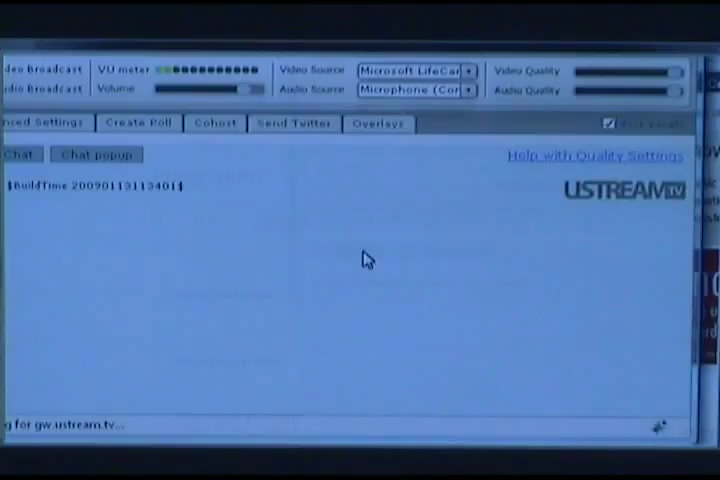 deo Broadcast VU meter Video Source Microsoft LifeCar Video Quality
dio Broadcast Volume Audio Source Microphone (Cor Audio Quality
nced Settings Create Poll Cohost Send Twitter Overlays
Chat Chat popup Help with Quality Settings
$BuildTime 20090113113401$
USTREAM TV
g for gw.ustream.tv...